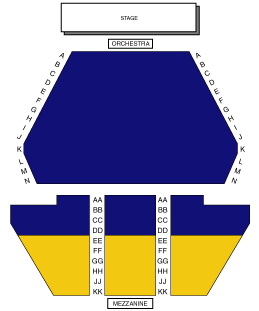 STAGE
ORCHESTRA
A A
B B
C C
D D
E E
F F
G G
H H
I I
J J
K K
L L
M M
N N
AA AA
BB BB
CC CC
DD DD
EE EE
FF FF
GG GG
HH HH
JJ JJ
KK KK
MEZZANINE